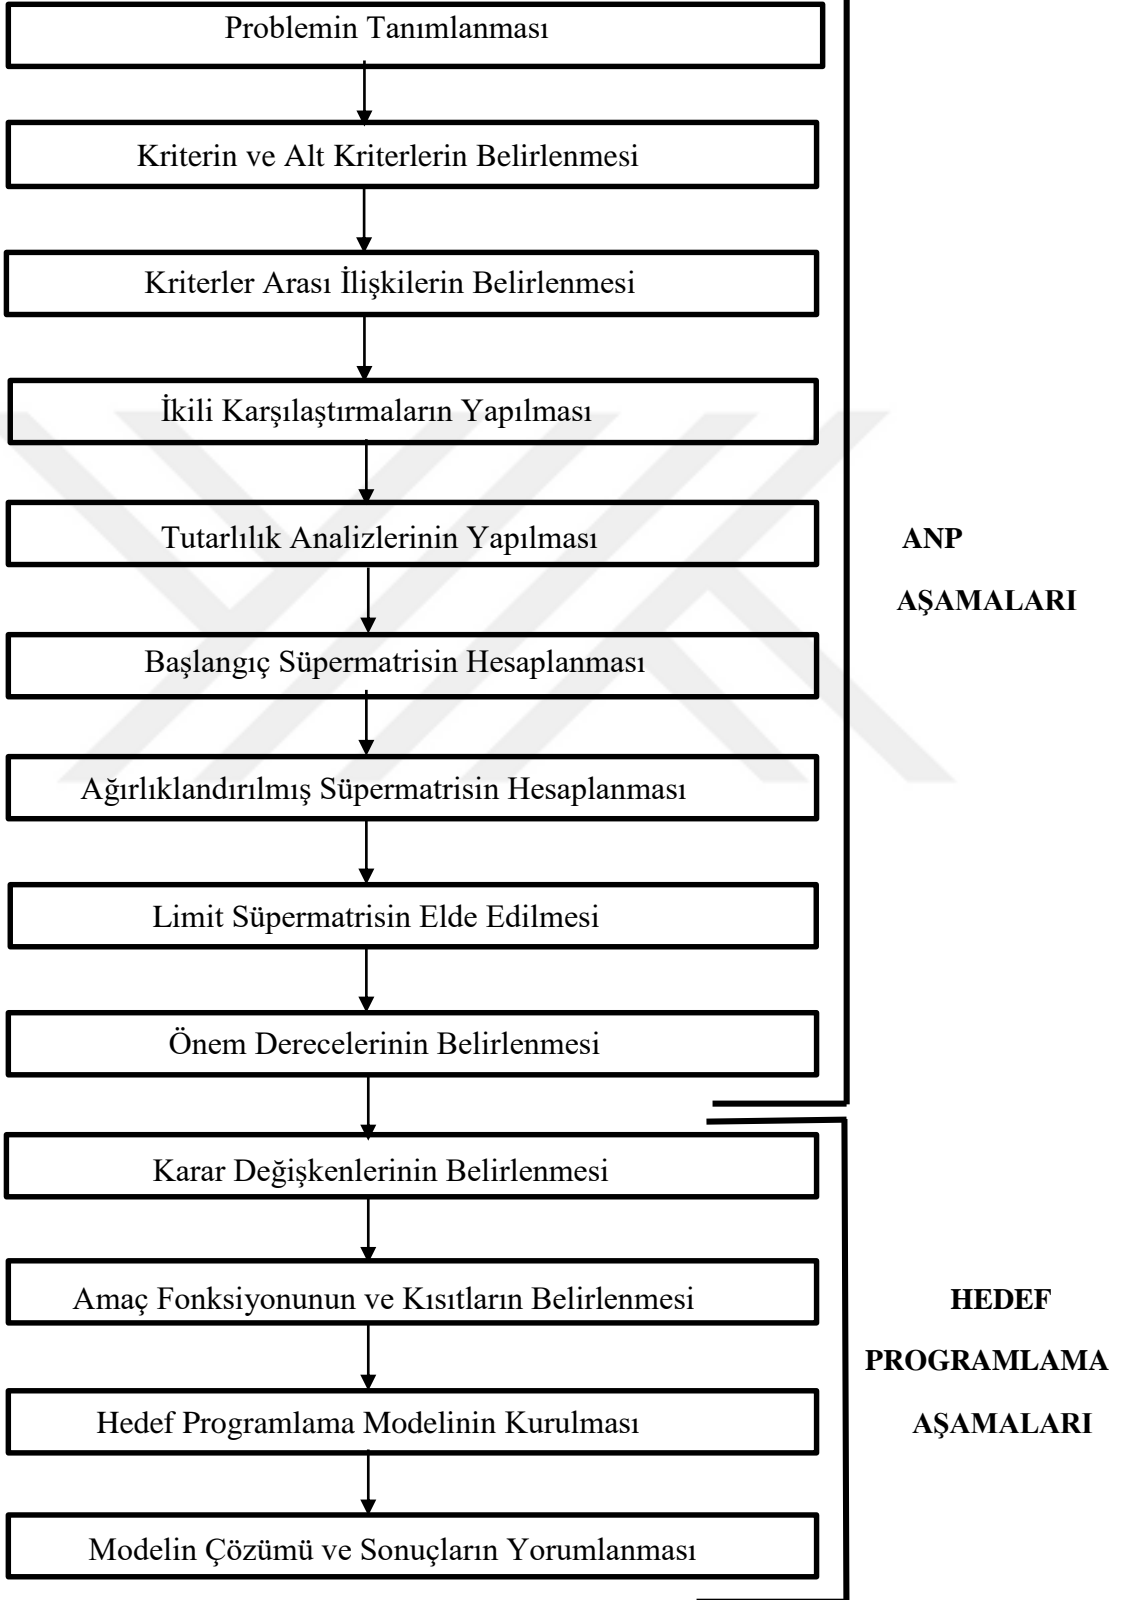 Problemin Tanımlanması
Kriterin ve Alt Kriterlerin Belirlenmesi
Kriterler Arası İlişkilerin Belirlenmesi
İkili Karşılaştırmaların Yapılması
Tutarlılık Analizlerinin Yapılması
Başlangıç Süpermatrisin Hesaplanması
Ağırlıklandırılmış Süpermatrisin Hesaplanması
Limit Süpermatrisin Elde Edilmesi
Önem Derecelerinin Belirlenmesi
ANP
AŞAMALARI
Karar Değişkenlerinin Belirlenmesi
Amaç Fonksiyonunun ve Kısıtların Belirlenmesi
Hedef Programlama Modelinin Kurulması
Modelin Çözümü ve Sonuçların Yorumlanması
HEDEF
PROGRAMLAMA
AŞAMALARI